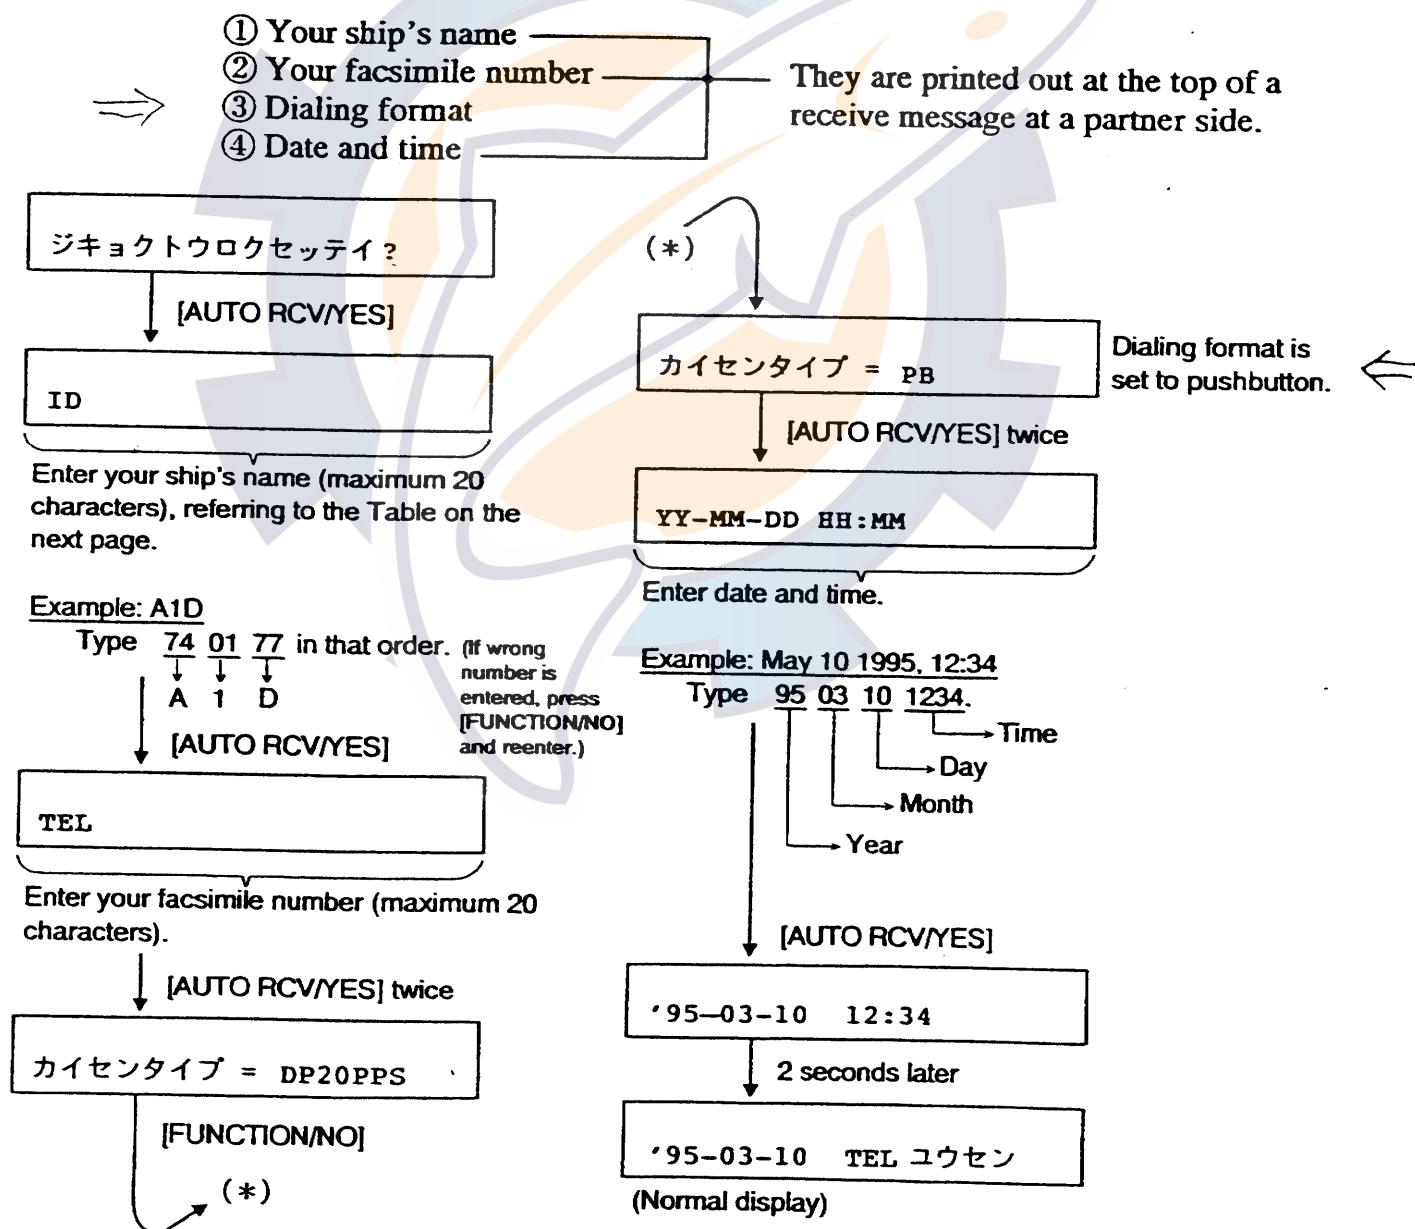 ① Your ship's name
② Your facsimile number
③ Dialing format
④ Date and time
They are printed out at the top of a
receive message at a partner side.
ジキョクトウロクセッテイ?
[AUTO RCV/YES]
ID
Enter your ship's name (maximum 20
characters), referring to the Table on the
next page.
Example: A1D
Type 74 01 77 in that order.
(If wrong
number is
entered, press
[FUNCTION/NO]
and reenter.)
A 1 D
[AUTO RCV/YES]
TEL
Enter your facsimile number (maximum 20
characters).
[AUTO RCV/YES] twice
カイセンタイプ = DP20PPS
[FUNCTION/NO]
(*)
(*)
カイセンタイプ = PB
Dialing format is
set to pushbutton.
[AUTO RCV/YES] twice
YY-MM-DD HH:MM
Enter date and time.
Example: May 10 1995, 12:34
Type 95 03 10 1234.
Time
Day
Month
Year
[AUTO RCV/YES]
'95-03-10 12:34
2 seconds later
'95-03-10 TEL ユウセン
(Normal display)